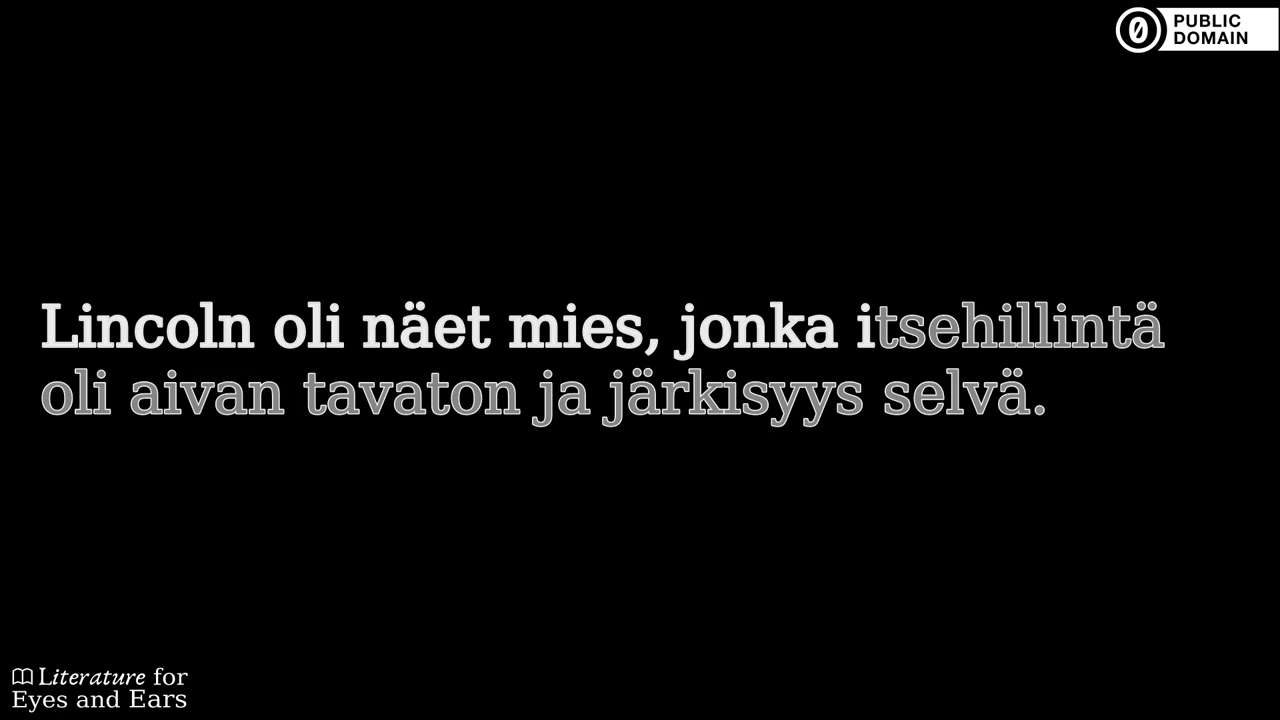 PUBLIC
DOMAIN
Lincoln oli näet mies, jonka itsehillintä
oli aivan tavaton ja järkisyys selvä.
Literature for
Eyes and Ears